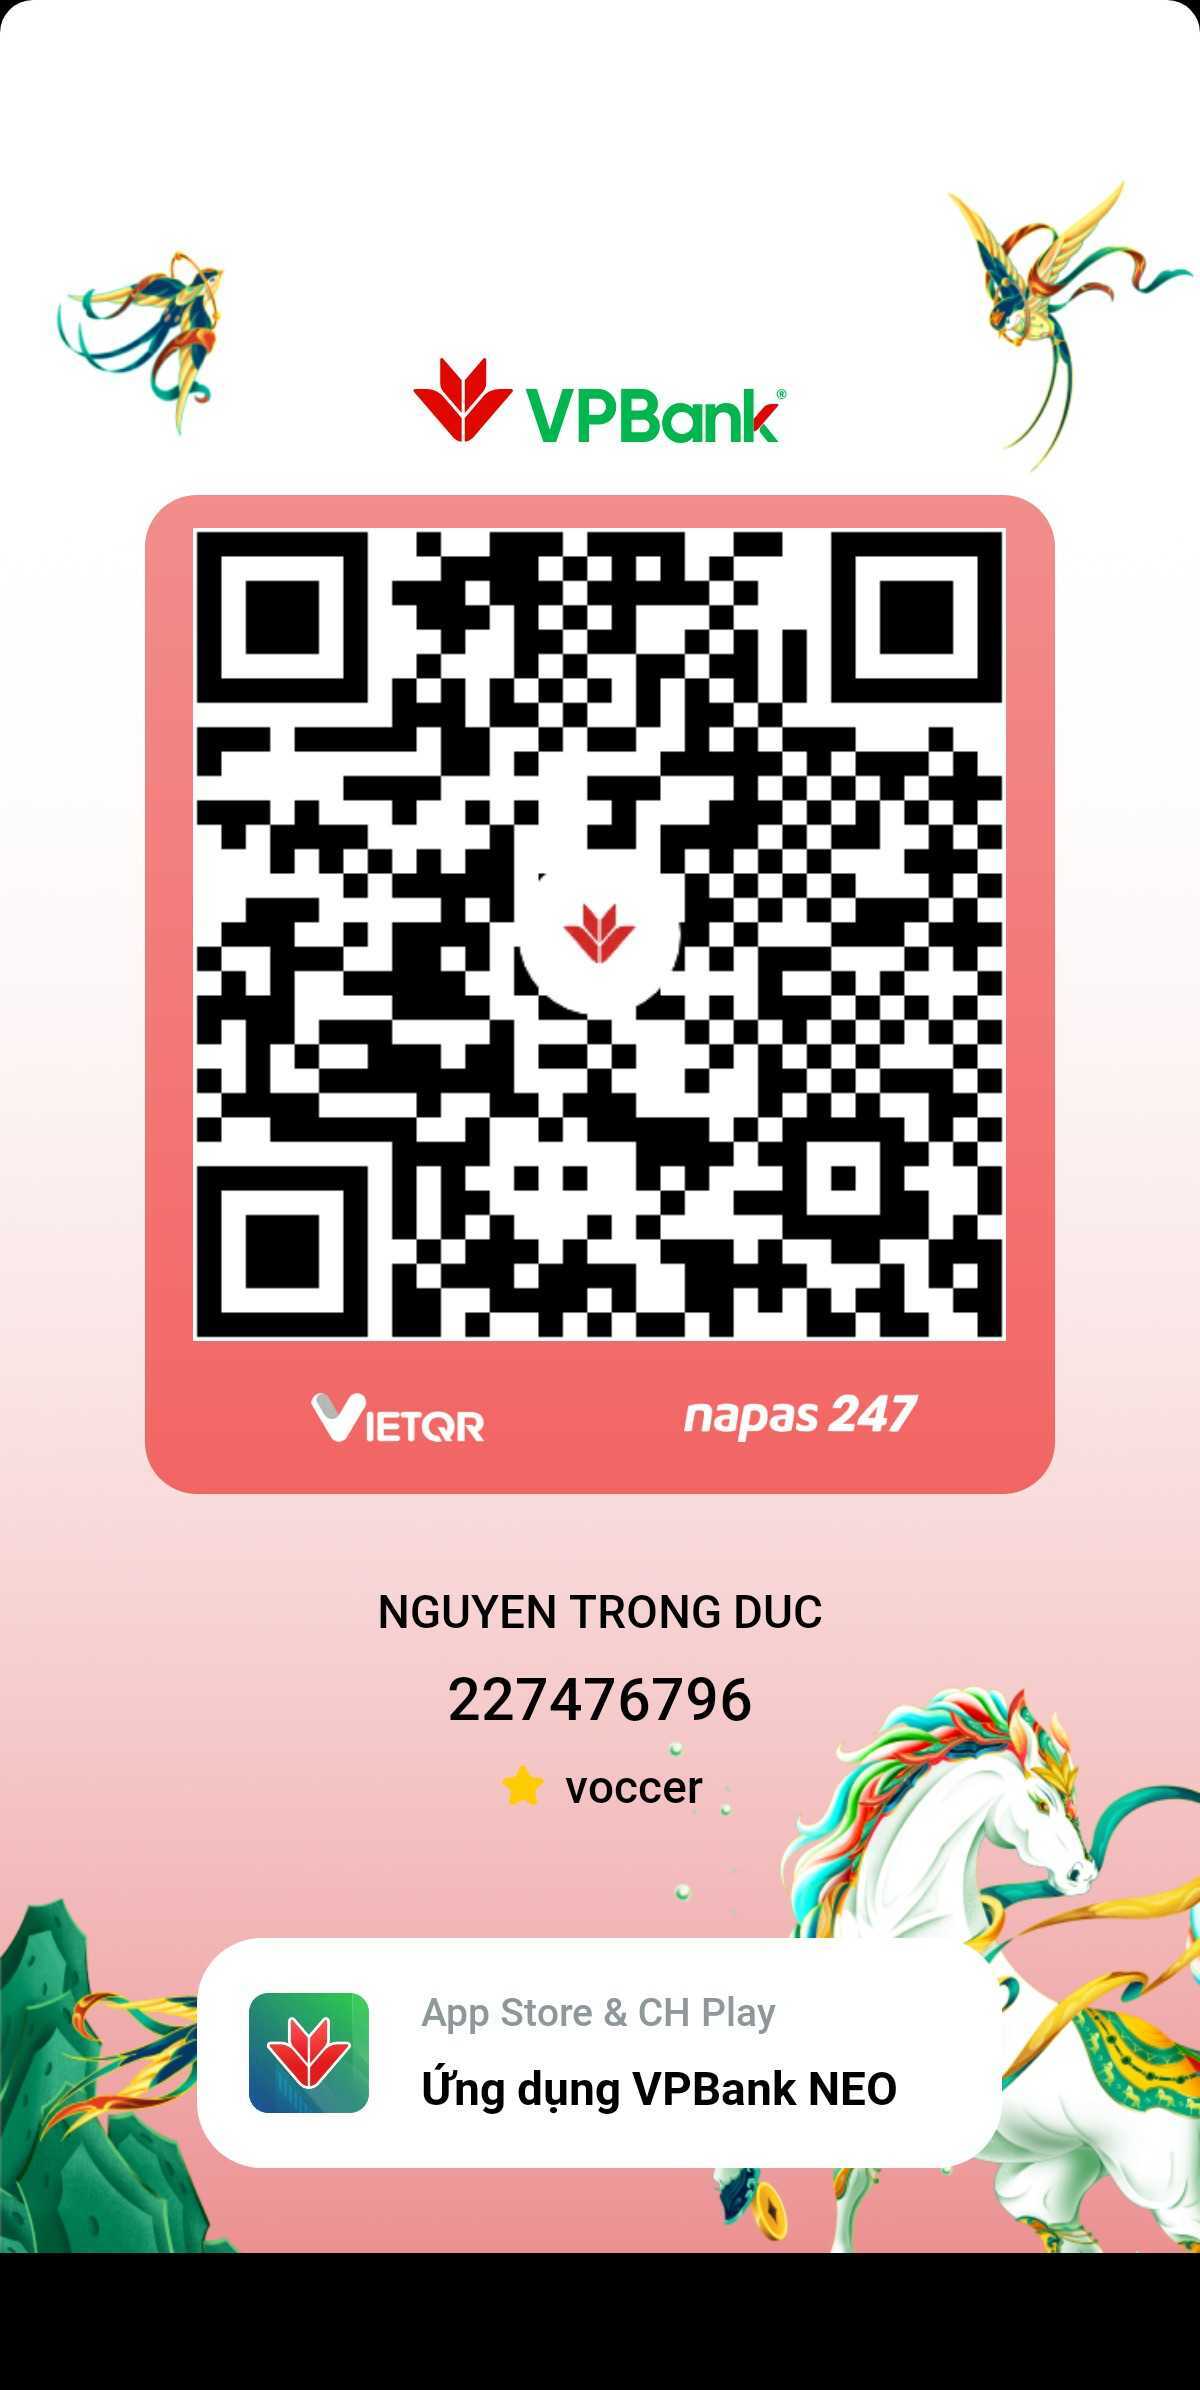 VPBank®
VIETQR
napas 247
NGUYEN TRONG DUC
227476796
voccer
App Store & CH Play
Ứng dụng VPBank NEO